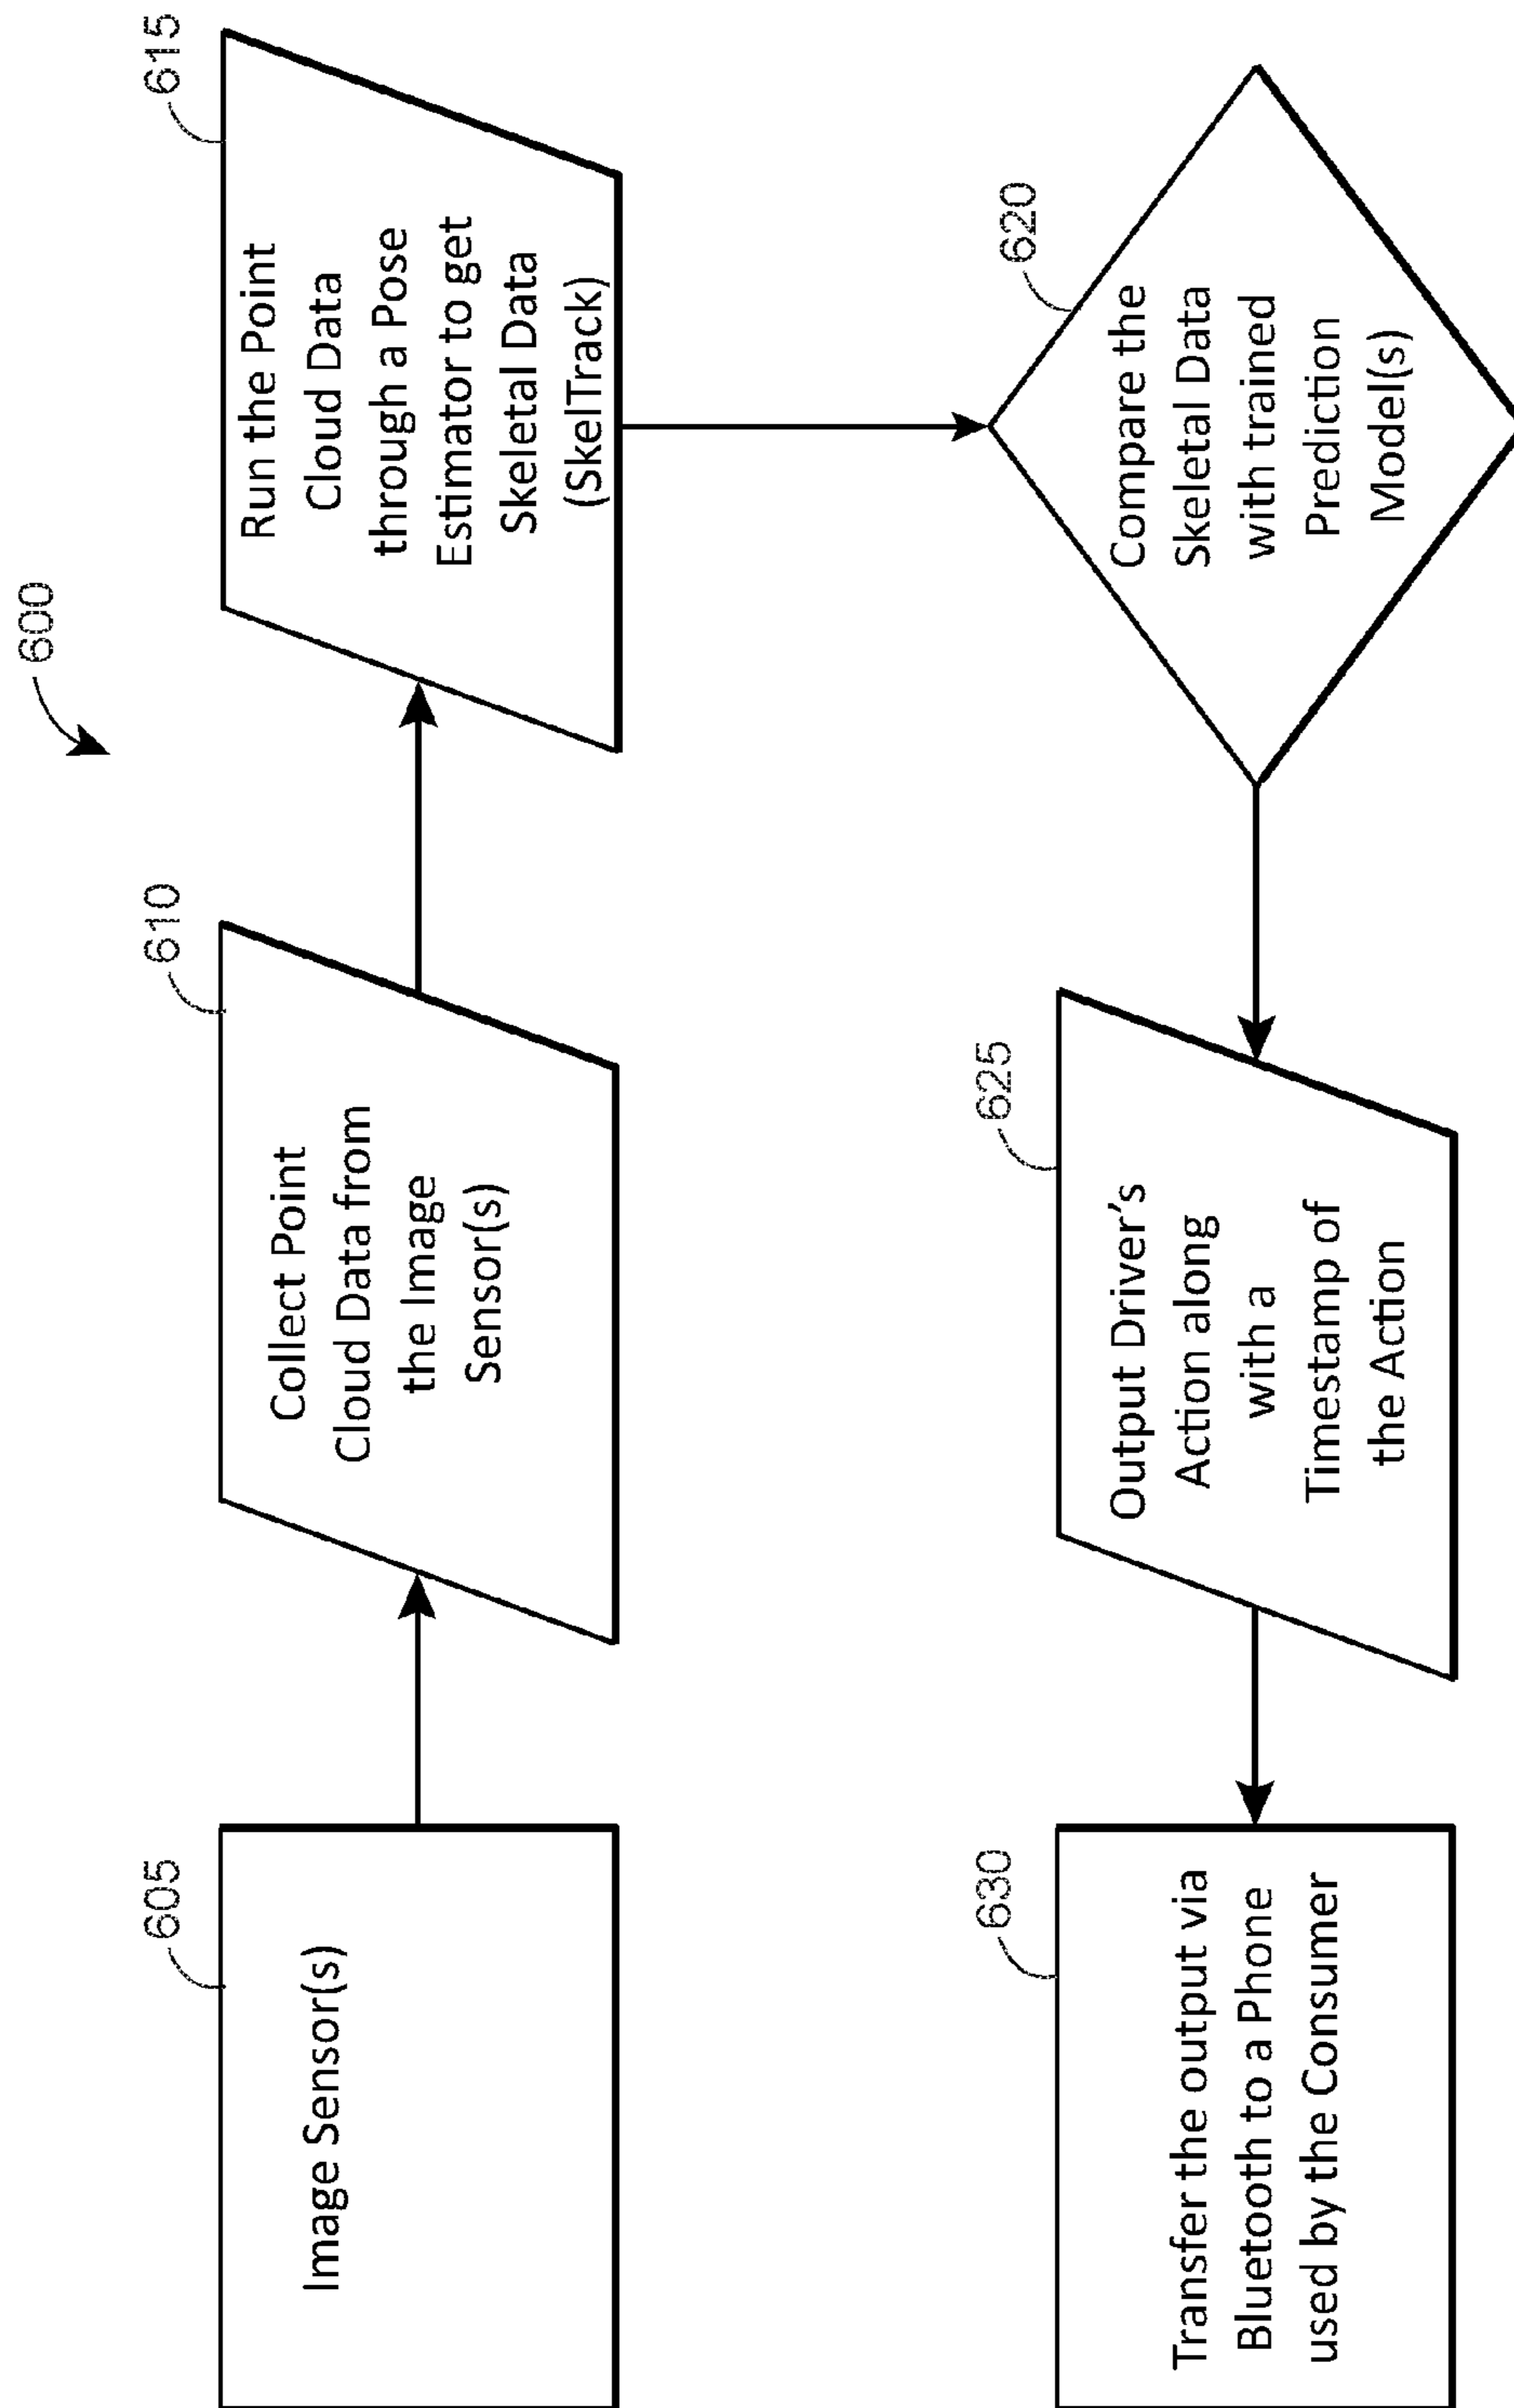 600
605
Image Sensor(s)
610
Collect Point
Cloud Data from
the Image
Sensor(s)
615
Run the Point
Cloud Data
through a Pose
Estimator to get
Skeletal Data
(SkelTrack)
620
Compare the
Skeletal Data
with trained
Prediction
Model(s)
625
Output Driver's
Action along
with a
Timestamp of
the Action
630
Transfer the output via
Bluetooth to a Phone
used by the Consumer